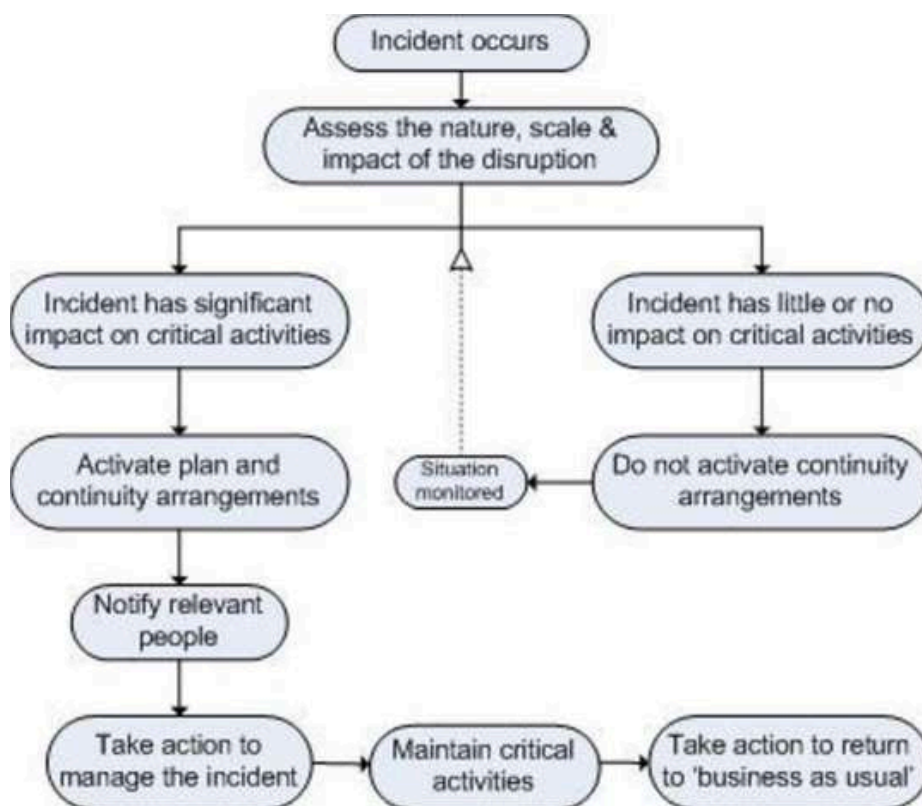 Incident occurs
Assess the nature, scale &
impact of the disruption
Incident has significant
impact on critical activities
Incident has little or no
impact on critical activities
Activate plan and
continuity arrangements
Situation
monitored
Do not activate continuity
arrangements
Notify relevant
people
Take action to
manage the incident
Maintain critical
activities
Take action to return
to 'business as usual'